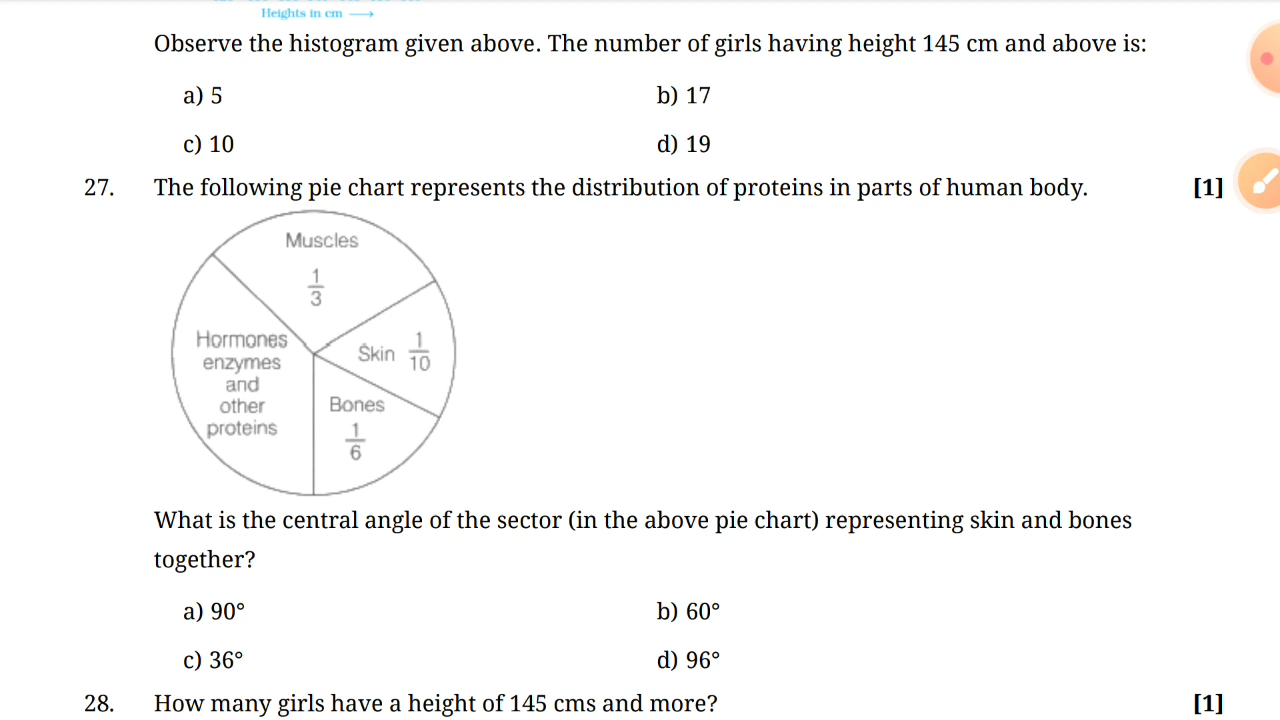 Heights in cm
Observe the histogram given above. The number of girls having height 145 cm and above is:
a) 5
b) 17
c) 10
d) 19
27. The following pie chart represents the distribution of proteins in parts of human body. [1]
Muscles
1
3
Hormones
enzymes
and
other
proteins
Skin 1
10
Bones
1
6
What is the central angle of the sector (in the above pie chart) representing skin and bones
together?
a) 90°
b) 60°
c) 36°
d) 96°
28. How many girls have a height of 145 cms and more? [1]